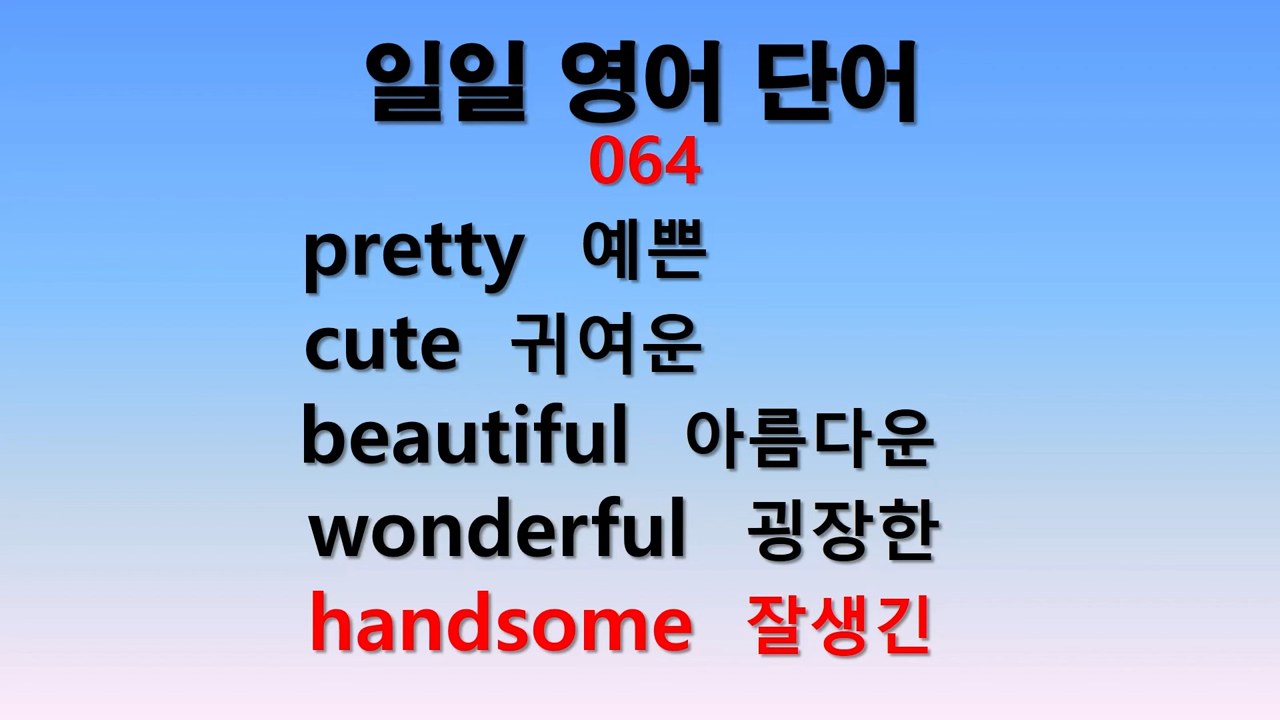 일일 영어 단어
064
pretty 예쁜
cute 귀여운
beautiful 아름다운
wonderful 굉장한
handsome 잘생긴